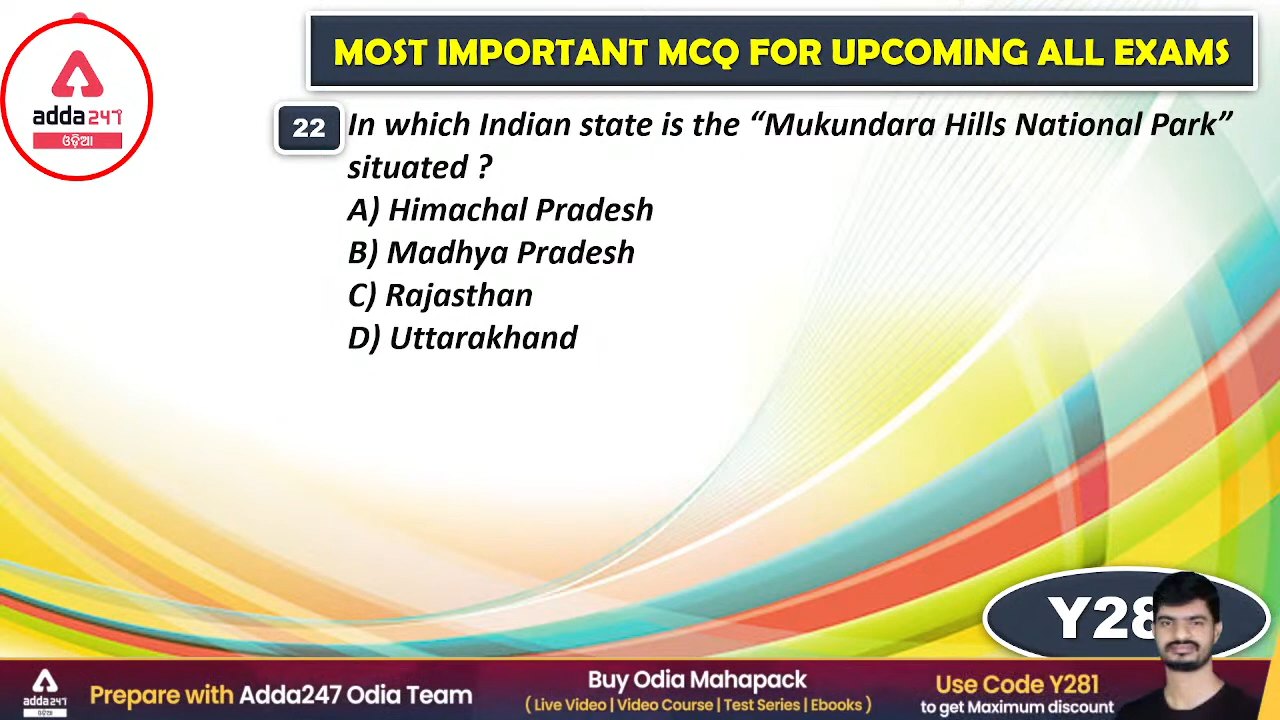 MOST IMPORTANT MCQ FOR UPCOMING ALL EXAMS
adda247
ଓଡ଼ିଆ
22 In which Indian state is the “Mukundara Hills National Park”
situated ?
A) Himachal Pradesh
B) Madhya Pradesh
C) Rajasthan
D) Uttarakhand
Y28
adda247
ଓଡ଼ିଆ
Prepare with Adda247 Odia Team
Buy Odia Mahapack
( Live Video | Video Course | Test Series | Ebooks )
Use Code Y281
to get Maximum discount